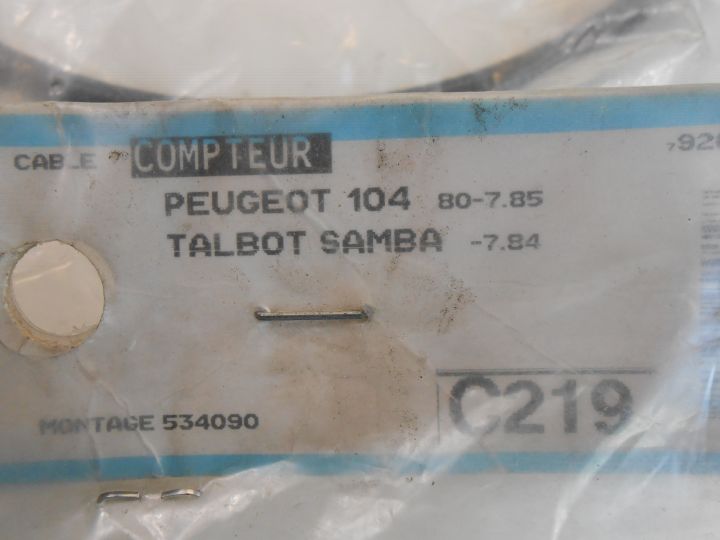 CABLE COMPTEUR
PEUGEOT 104 80-7.85
TALBOT SAMBA -7.84
C219
MONTAGE 534090